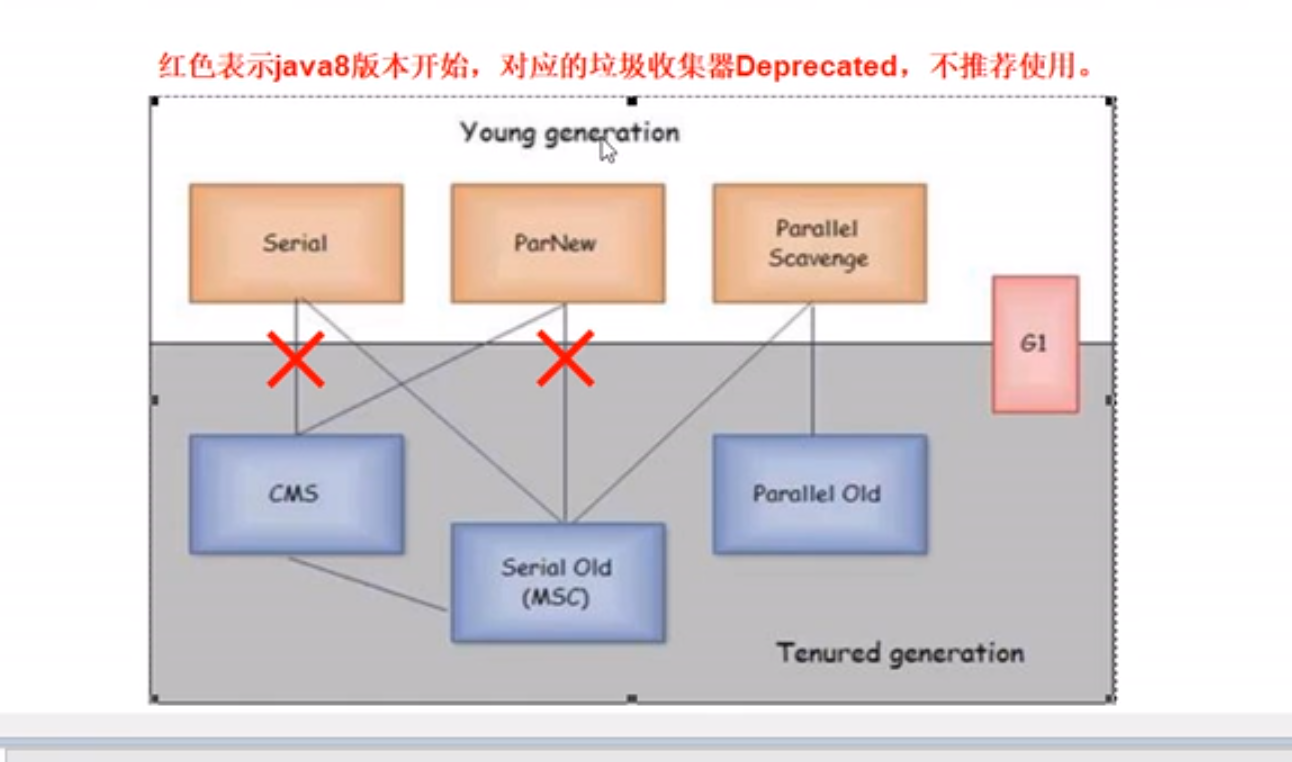 红色表示java8版本开始，对应的垃圾收集器Deprecated，不推荐使用。
Young generation
Serial
ParNew
Parallel
Scavenge
G1
CMS
Serial Old
(MSC)
Parallel Old
Tenured generation